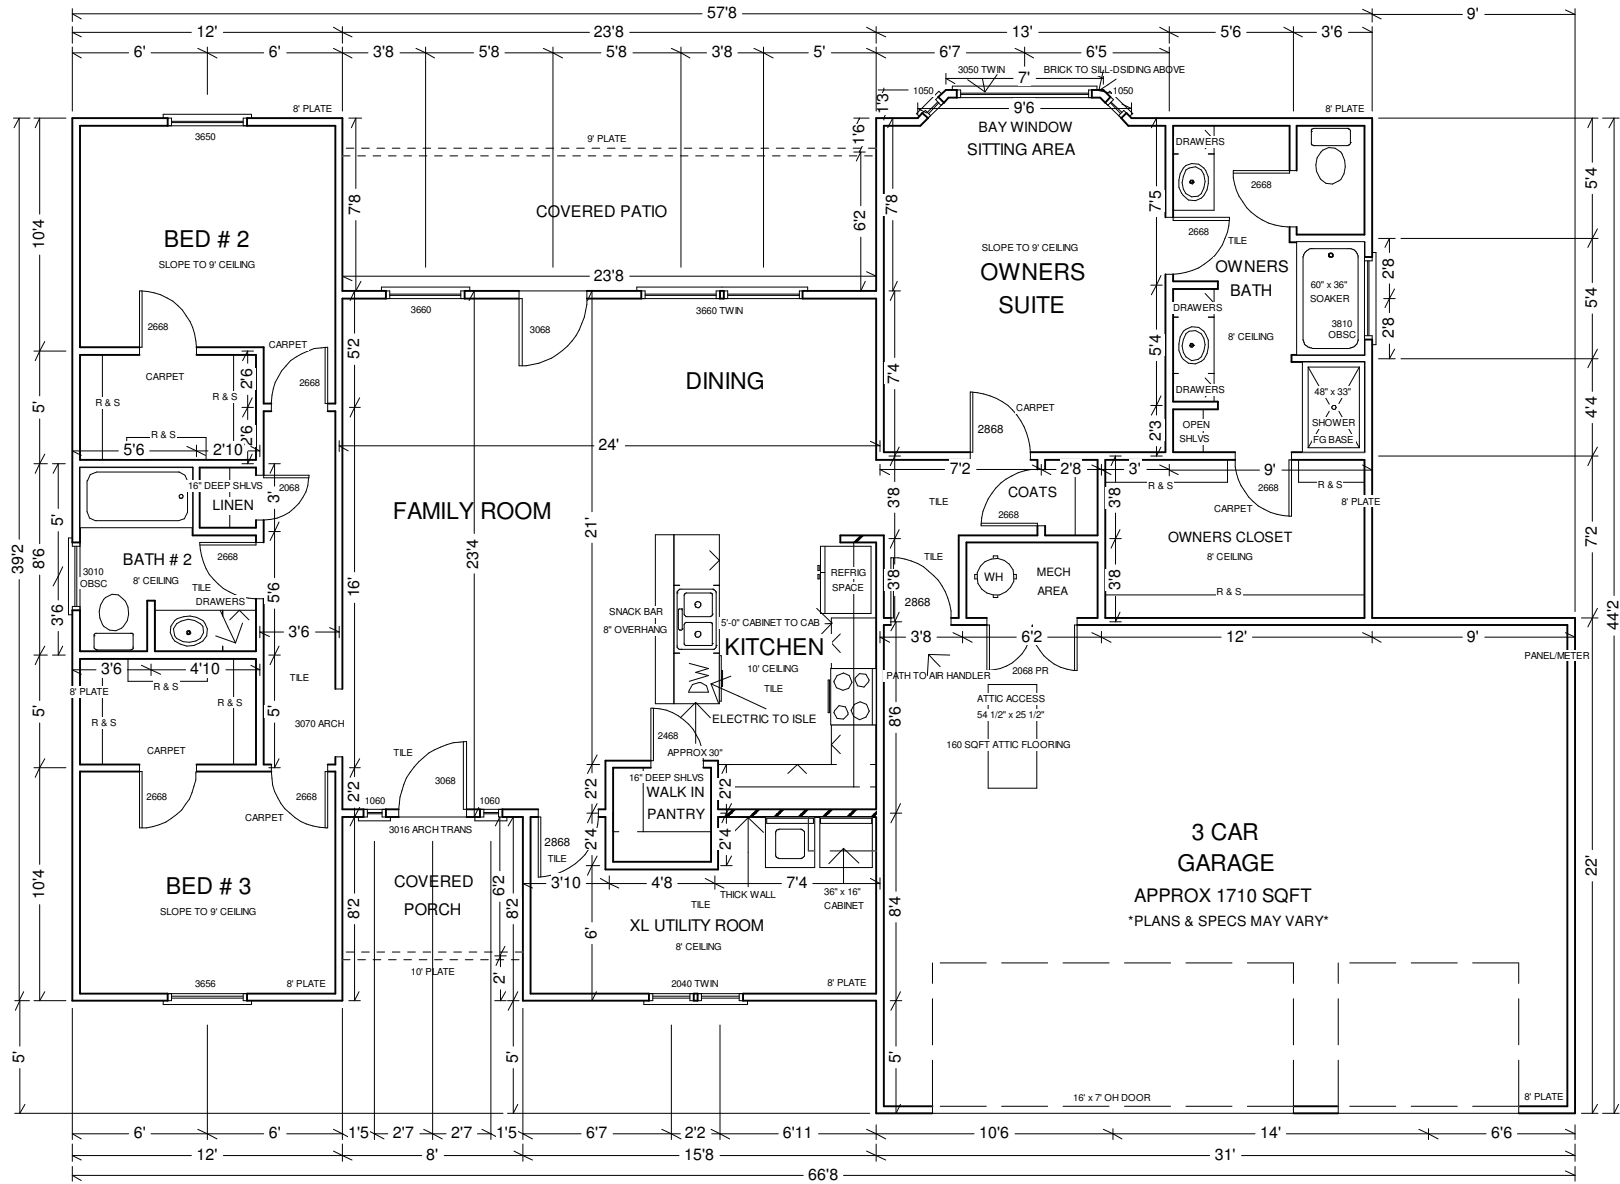 57'8
9'
12'
23'8
13'
5'6
3'6
6'
6'
3'8
5'8
5'8
3'8
5'
6'7
6'5
3050 TWIN
BRICK TO SILL-DSIDING ABOVE
7'
1050
1050
1'3
9'6
8' PLATE
8' PLATE
BAY WINDOW
SITTING AREA
3650
9' PLATE
1'6
DRAWERS
2668
5'4
7'8
COVERED PATIO
6'2
7'8
7'5
10'4
BED # 2
SLOPE TO 9' CEILING
SLOPE TO 9' CEILING
OWNERS
SUITE
2668
TILE
OWNERS
BATH
2'8
23'8
60" x 36"
SOAKER
5'4
3660
3660 TWIN
DRAWERS
3810
OBSC
2'8
2668
3068
CARPET
5'2
5'4
8' CEILING
CARPET
2'6
2668
DINING
7'4
DRAWERS
48" x 33"
4'4
R & S
R & S
CARPET
SHOWER
FG BASE
5'
R & S
2'6
2868
2'3
OPEN
SHLVS
5'6
2'10
24'
7'2
2'8
3'
9'
16" DEEP SHLVS
2068
3'
LINEN
COATS
R & S
2668
R & S
8' PLATE
TILE
3'8
3'8
FAMILY ROOM
2668
CARPET
5'
21'
39'2
8'6
BATH # 2
2668
23'4
OWNERS CLOSET
8' CEILING
7'2
3010
OBSC
8' CEILING
TILE
TILE
REFRIG
SPACE
3'8
WH
MECH
AREA
3'8
DRAWERS
5'6
16'
SNACK BAR
8" OVERHANG
2868
R & S
3'6
5'-0" CABINET TO CAB
44'2
3'6
KITCHEN
10' CEILING
TILE
3'8
6'2
12'
9'
3'6
4'10
R & S
TILE
DW
PATH TO AIR HANDLER
2068 PR
PANEL/METER
8' PLATE
R & S
R & S
5'
5'
3070 ARCH
ELECTRIC TO ISLE
8'6
ATTIC ACCESS
54 1/2" x 25 1/2"
160 SQFT ATTIC FLOORING
CARPET
TILE
2468
APPROX 30"
2668
2668
CARPET
2'2
3068
2'2
16" DEEP SHLVS
WALK IN
PANTRY
2'2
1060
1060
3016 ARCH TRANS
2868
TILE
2'4
2'4
3 CAR
GARAGE
APPROX 1710 SQFT
*PLANS & SPECS MAY VARY*
22'
10'4
BED # 3
SLOPE TO 9' CEILING
COVERED
PORCH
8'2
6'2
8'2
3'10
4'8
7'4
THICK WALL
36" x 16"
CABINET
8'4
TILE
XL UTILITY ROOM
8' CEILING
6'
10' PLATE
2'
3656
8' PLATE
2040 TWIN
8' PLATE
5'
5'
5'
16' x 7' OH DOOR
8' PLATE
6'
6'
1'5
2'7
2'7
1'5
6'7
2'2
6'11
10'6
14'
6'6
12'
8'
15'8
31'
66'8